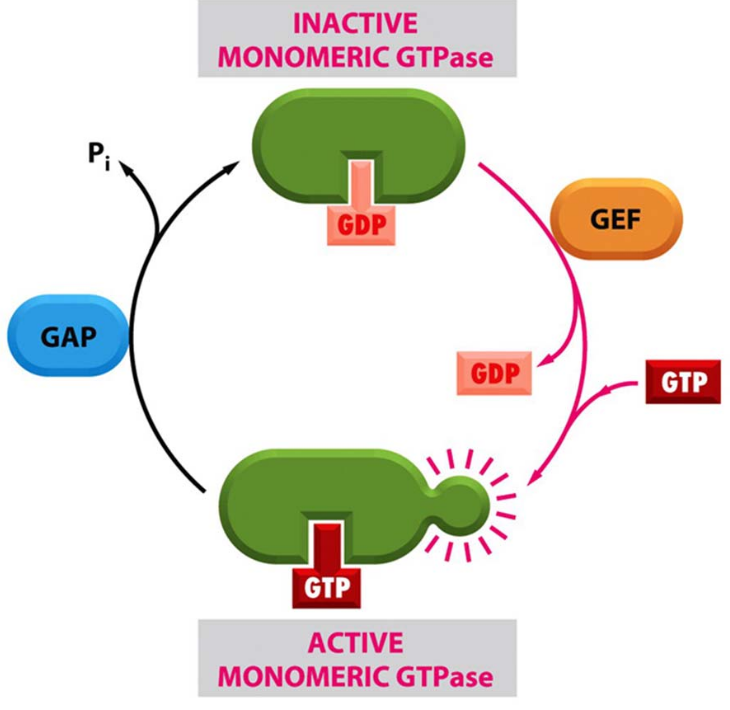 INACTIVE
MONOMERIC GTPase
Pi
GDP
GEF
GAP
GDP
GTP
GTP
ACTIVE
MONOMERIC GTPase